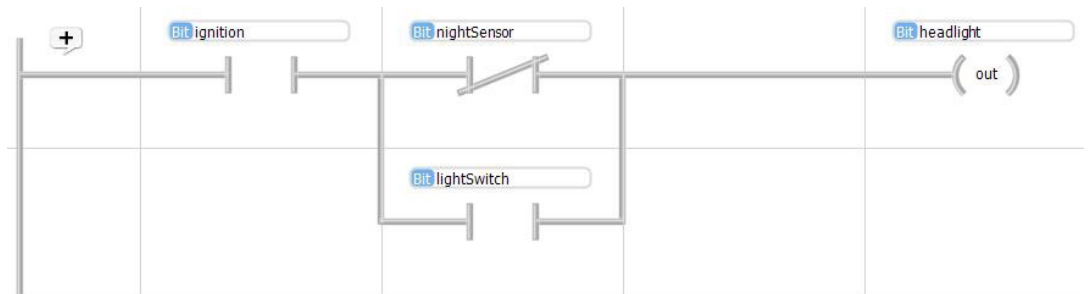 +
Bit ignition
Bit nightSensor
Bit headlight
out
Bit lightSwitch